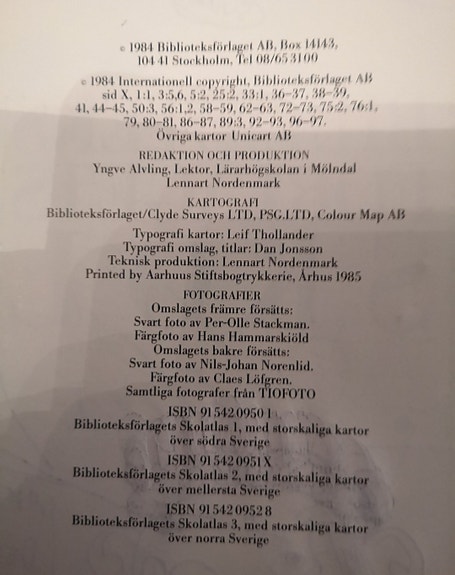 © 1984 Biblioteksförlaget AB, Box 14143,
104 41 Stockholm, Tel 08/65 31 00
© 1984 Internationell copyright, Biblioteksförlaget AB
sid X, 1:1, 3:5,6, 5:2, 25:2, 33:1, 36–37, 38–39,
41, 44–45, 50:3, 56:1,2, 58–59, 62–63, 72–73, 75:2, 76:1,
79, 80–81, 86–87, 89:3, 92–93, 96–97.
Övriga kartor Unicart AB
REDAKTION OCH PRODUKTION
Yngve Alvling, Lektor, Lärarhögskolan i Mölndal
Lennart Nordenmark
KARTOGRAFI
Biblioteksförlaget/Clyde Surveys LTD, PSG.LTD, Colour Map AB
Typografi kartor: Leif Thollander
Typografi omslag, titlar: Dan Jonsson
Teknisk produktion: Lennart Nordenmark
Printed by Aarhuus Stiftsbogtrykkerie, Århus 1985
FOTOGRAFIER
Omslagets främre försätts:
Svart foto av Per-Olle Stackman.
Färgfoto av Hans Hammarskiöld
Omslagets bakre försätts:
Svart foto av Nils-Johan Norenlid.
Färgfoto av Claes Löfgren.
Samtliga fotografer från TIOFOTO
ISBN 91 542 0950 1
Biblioteksförlagets Skolatlas 1, med storskaliga kartor
över södra Sverige
ISBN 91 542 0951 X
Biblioteksförlagets Skolatlas 2, med storskaliga kartor
över mellersta Sverige
ISBN 91 542 0952 8
Biblioteksförlagets Skolatlas 3, med storskaliga kartor
över norra Sverige